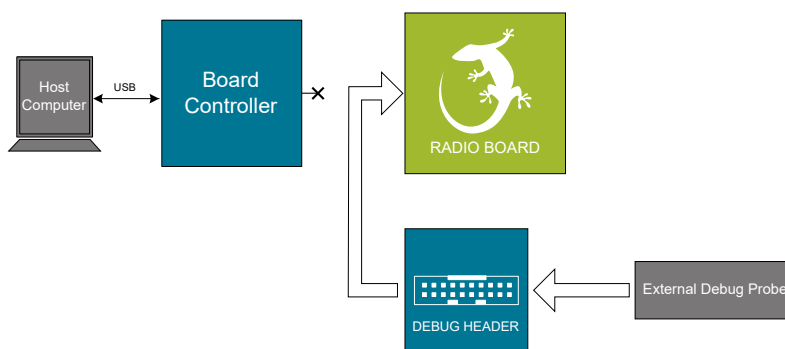 Host
Computer
USB
Board
Controller
RADIO BOARD
DEBUG HEADER
External Debug Probe